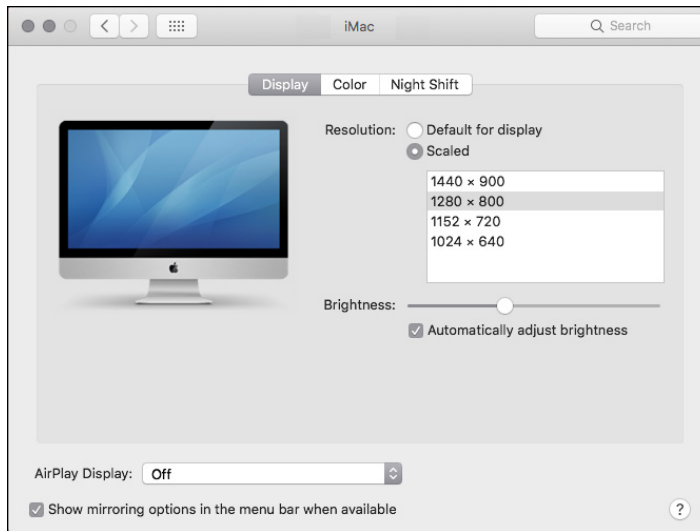 iMac
Search
Display Color Night Shift
Resolution: Default for display
Scaled
1440 × 900
1280 × 800
1152 × 720
1024 × 640
Brightness:
Automatically adjust brightness
AirPlay Display: Off
Show mirroring options in the menu bar when available
?